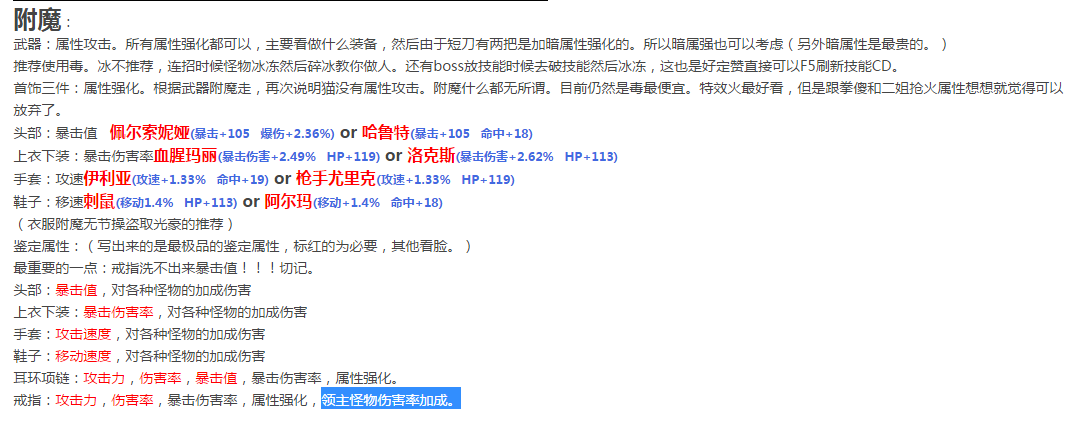 附魔：
武器：属性攻击。所有属性强化都可以，主要看做什么装备，然后由于短刀有两把是加暗属性强化的。所以暗属强也可以考虑（另外暗属性是最贵的。）
推荐使用毒。冰不推荐，连招时候怪物冰冻然后碎冰教你做人。还有boss放技能时候去破技能然后冰冻，这也是好定赞直接可以F5刷新技能CD。
首饰三件：属性强化。根据武器附魔走，再次说明猫没有属性攻击。附魔什么都无所谓。目前仍然是毒最便宜。特效火最好看，但是跟拳傻和二姐抢火属性想想就觉得可以
放弃了。
头部：暴击值 佩尔索妮娅(暴击+105 爆伤+2.36%) or 哈鲁特(暴击+105 命中+18)
上衣下装：暴击伤害率血腥玛丽(暴击伤害+2.49% HP+119) or 洛克斯(暴击伤害+2.62% HP+113)
手套：攻速伊利亚(攻速+1.33% 命中+19) or 枪手尤里克(攻速+1.33% HP+119)
鞋子：移速刺鼠(移动1.4% HP+113) or 阿尔玛(移动+1.4% 命中+18)
（衣服附魔无节操盗取光豪的推荐）
鉴定属性：（写出来的是最极品的鉴定属性，标红的为必要，其他看脸。）
最重要的一点：戒指洗不出来暴击值！！！切记。
头部：暴击值，对各种怪物的加成伤害
上衣下装：暴击伤害率，对各种怪物的加成伤害
手套：攻击速度，对各种怪物的加成伤害
鞋子：移动速度，对各种怪物的加成伤害
耳环项链：攻击力，伤害率，暴击值，暴击伤害率，属性强化。
戒指：攻击力，伤害率，暴击伤害率，属性强化，领主怪物伤害率加成。